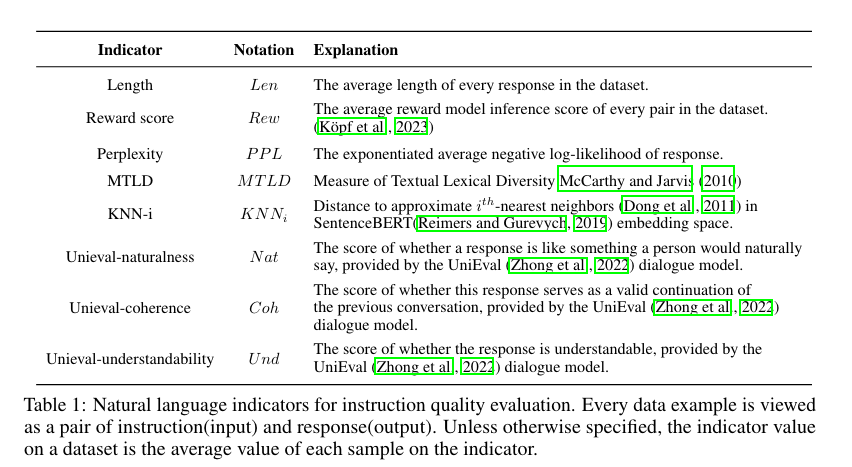 Indicator Notation Explanation
Length Len The average length of every response in the dataset.
Reward score Rew The average reward model inference score of every pair in the dataset.
(Köpf et al., 2023)
Perplexity PPL The exponentiated average negative log-likelihood of response.
MTLD MTLD Measure of Textual Lexical Diversity McCarthy and Jarvis (2010)
KNN-i KNN_i Distance to approximate i^th-nearest neighbors (Dong et al., 2011) in
SentenceBERT(Reimers and Gurevych, 2019) embedding space.
Unieval-naturalness Nat The score of whether a response is like something a person would naturally
say, provided by the UniEval (Zhong et al., 2022) dialogue model.
Unieval-coherence Coh The score of whether this response serves as a valid continuation of
the previous conversation, provided by the UniEval (Zhong et al., 2022)
dialogue model.
Unieval-understandability Und The score of whether the response is understandable, provided by the
UniEval (Zhong et al., 2022) dialogue model.
Table 1: Natural language indicators for instruction quality evaluation. Every data example is viewed
as a pair of instruction(input) and response(output). Unless otherwise specified, the indicator value
on a dataset is the average value of each sample on the indicator.